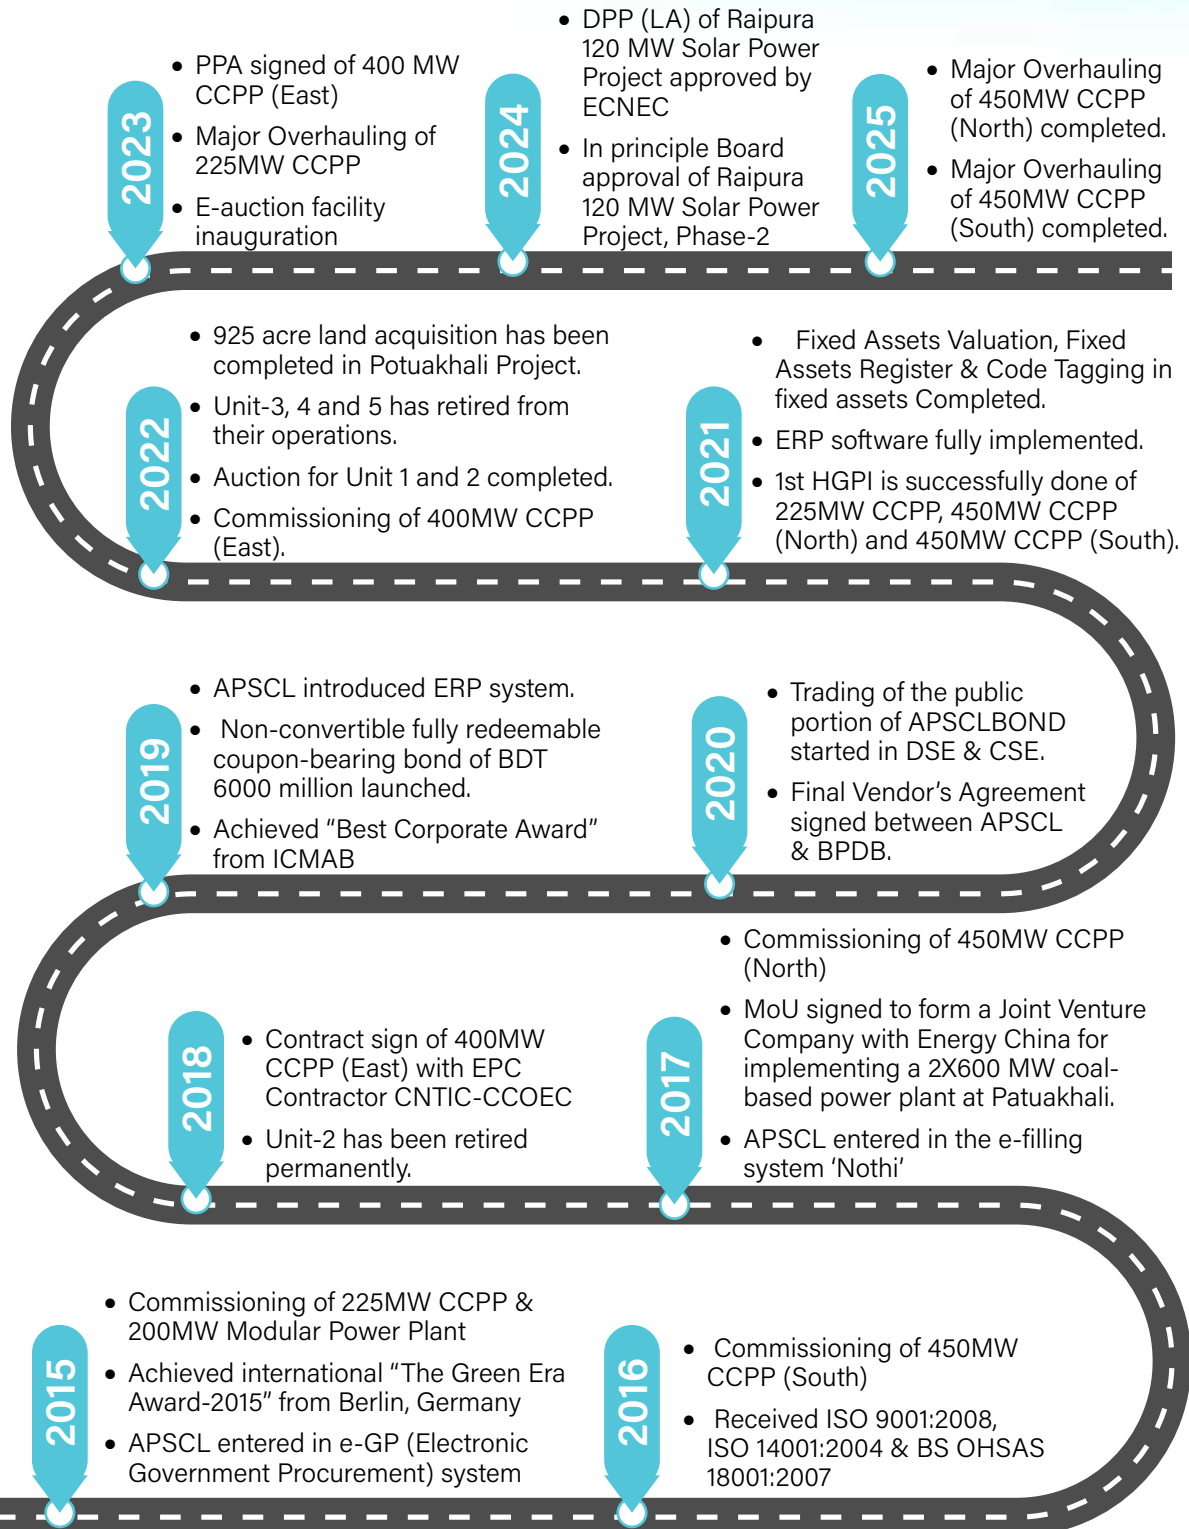 2023
• PPA signed of 400 MW
CCPP (East)
• Major Overhauling of
225MW CCPP
• E-auction facility
inauguration
2024
• DPP (LA) of Raipura
120 MW Solar Power
Project approved by
ECNEC
• In principle Board
approval of Raipura
120 MW Solar Power
Project, Phase-2
2025
• Major Overhauling
of 450MW CCPP
(North) completed.
• Major Overhauling
of 450MW CCPP
(South) completed.
2022
• 925 acre land acquisition has been
completed in Potuakhali Project.
• Unit-3, 4 and 5 has retired from
their operations.
• Auction for Unit 1 and 2 completed.
• Commissioning of 400MW CCPP
(East).
2021
• Fixed Assets Valuation, Fixed
Assets Register & Code Tagging in
fixed assets Completed.
• ERP software fully implemented.
• 1st HGPI is successfully done of
225MW CCPP, 450MW CCPP
(North) and 450MW CCPP (South).
2019
• APSCL introduced ERP system.
• Non-convertible fully redeemable
coupon-bearing bond of BDT
6000 million launched.
• Achieved “Best Corporate Award”
from ICMAB
2020
• Trading of the public
portion of APSCLBOND
started in DSE & CSE.
• Final Vendor’s Agreement
signed between APSCL
& BPDB.
2018
• Contract sign of 400MW
CCPP (East) with EPC
Contractor CNTIC-CCOEC
• Unit-2 has been retired
permanently.
2017
• Commissioning of 450MW CCPP
(North)
• MoU signed to form a Joint Venture
Company with Energy China for
implementing a 2X600 MW coal-
based power plant at Patuakhali.
• APSCL entered in the e-filling
system ‘Nothi’
2015
• Commissioning of 225MW CCPP &
200MW Modular Power Plant
• Achieved international “The Green Era
Award-2015” from Berlin, Germany
• APSCL entered in e-GP (Electronic
Government Procurement) system
2016
• Commissioning of 450MW
CCPP (South)
• Received ISO 9001:2008,
ISO 14001:2004 & BS OHSAS
18001:2007